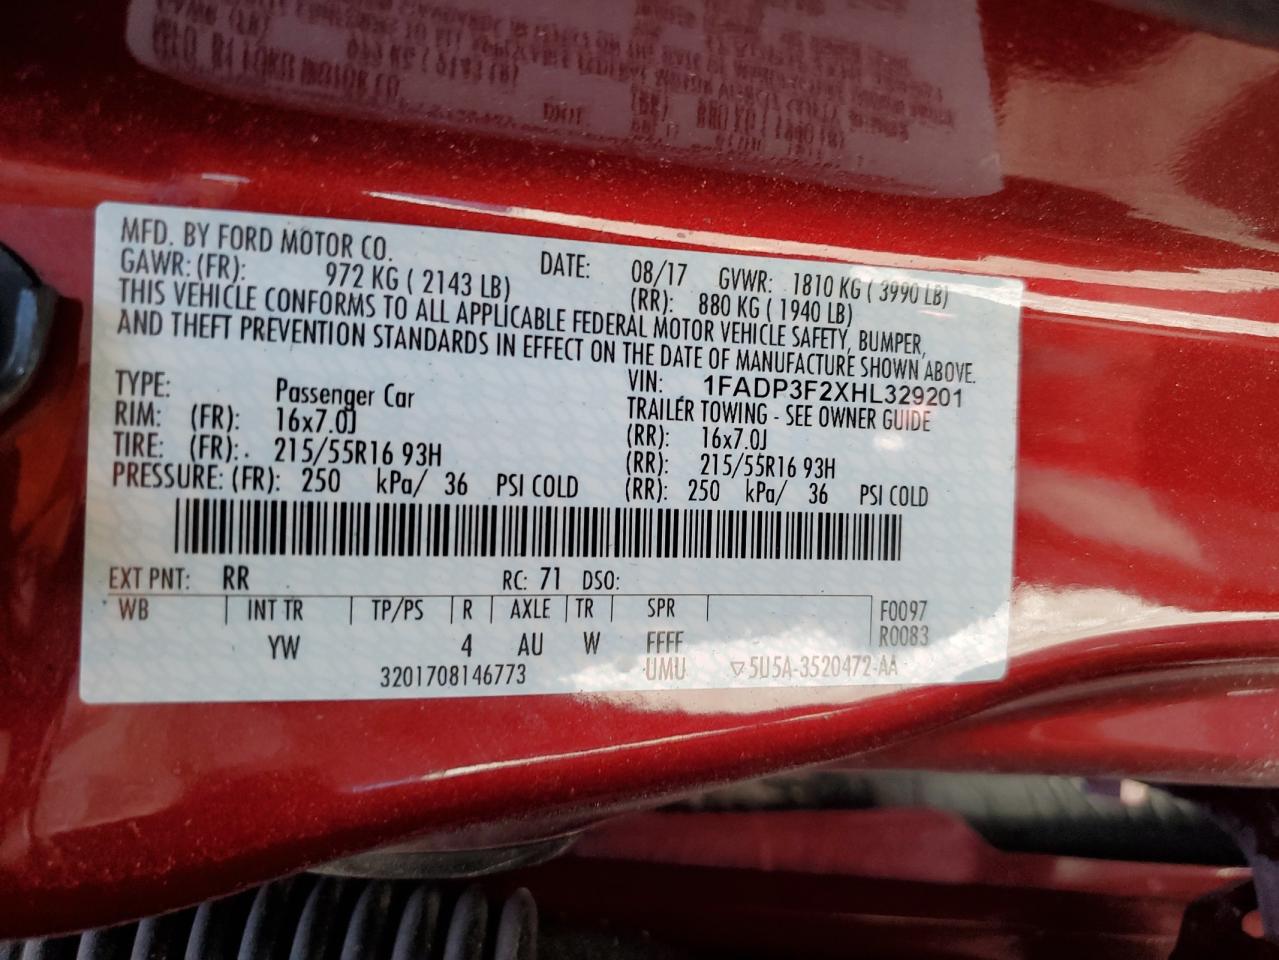 MFD. BY FORD MOTOR CO. DATE: 08/17 GVWR: 1810 KG ( 3990 LB)
GAWR: (FR): 972 KG ( 2143 LB) (RR): 880 KG ( 1940 LB)
THIS VEHICLE CONFORMS TO ALL APPLICABLE FEDERAL MOTOR VEHICLE SAFETY, BUMPER,
AND THEFT PREVENTION STANDARDS IN EFFECT ON THE DATE OF MANUFACTURE SHOWN ABOVE.
VIN: 1FADP3F2XHL329201
TYPE: Passenger Car TRAILER TOWING - SEE OWNER GUIDE
RIM: (FR): 16x7.0J (RR): 16x7.0J
TIRE: (FR): 215/55R16 93H (RR): 215/55R16 93H
PRESSURE: (FR): 250 kPa/ 36 PSI COLD (RR): 250 kPa/ 36 PSI COLD
EXT PNT: RR RC: 71 DSO:
WB INT TR TP/PS R AXLE TR SPR F0097
YW 4 AU W FFFF R0083
3201708146773 UMU ▽5U5A-3520472-AA